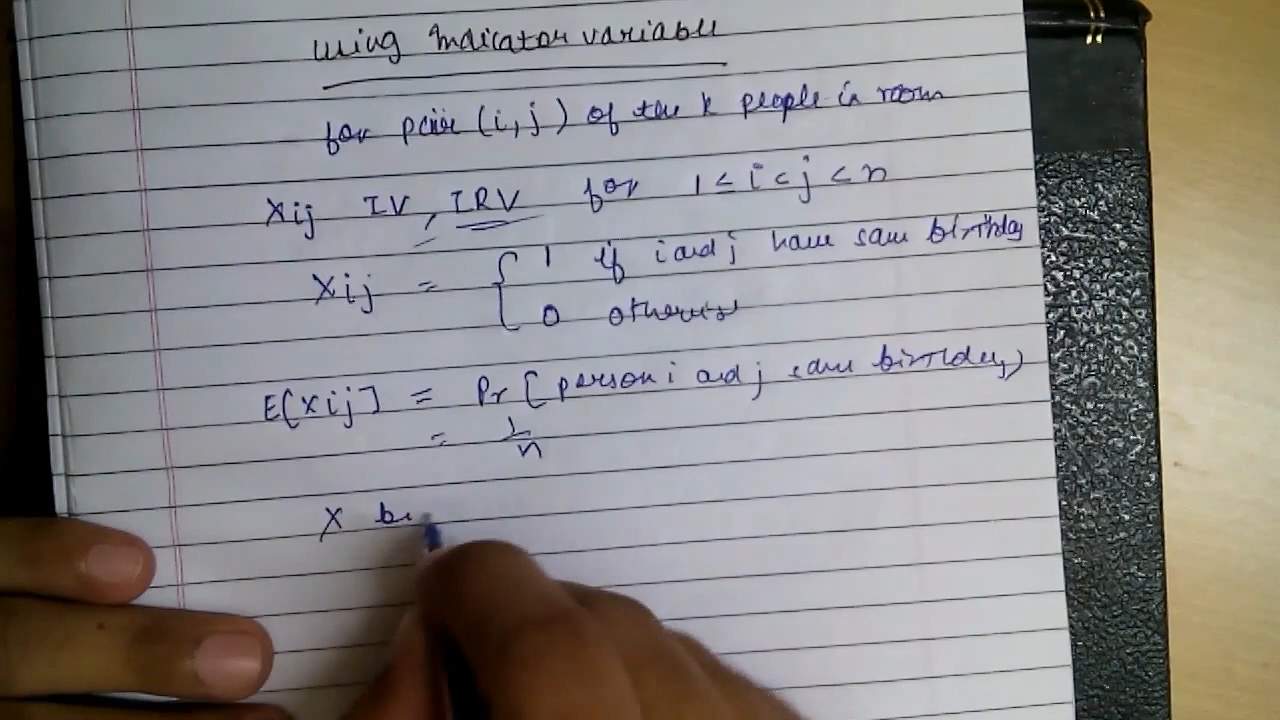 using Indicator variable
for pair (i,j) of the k people in room
Xij IV, IRV for 1 ≤ i < j < n
Xij = { 1 if i and j have same birthday
0 otherwise
E[Xij] = Pr [person i and j same birthday)
= 1/n
X be